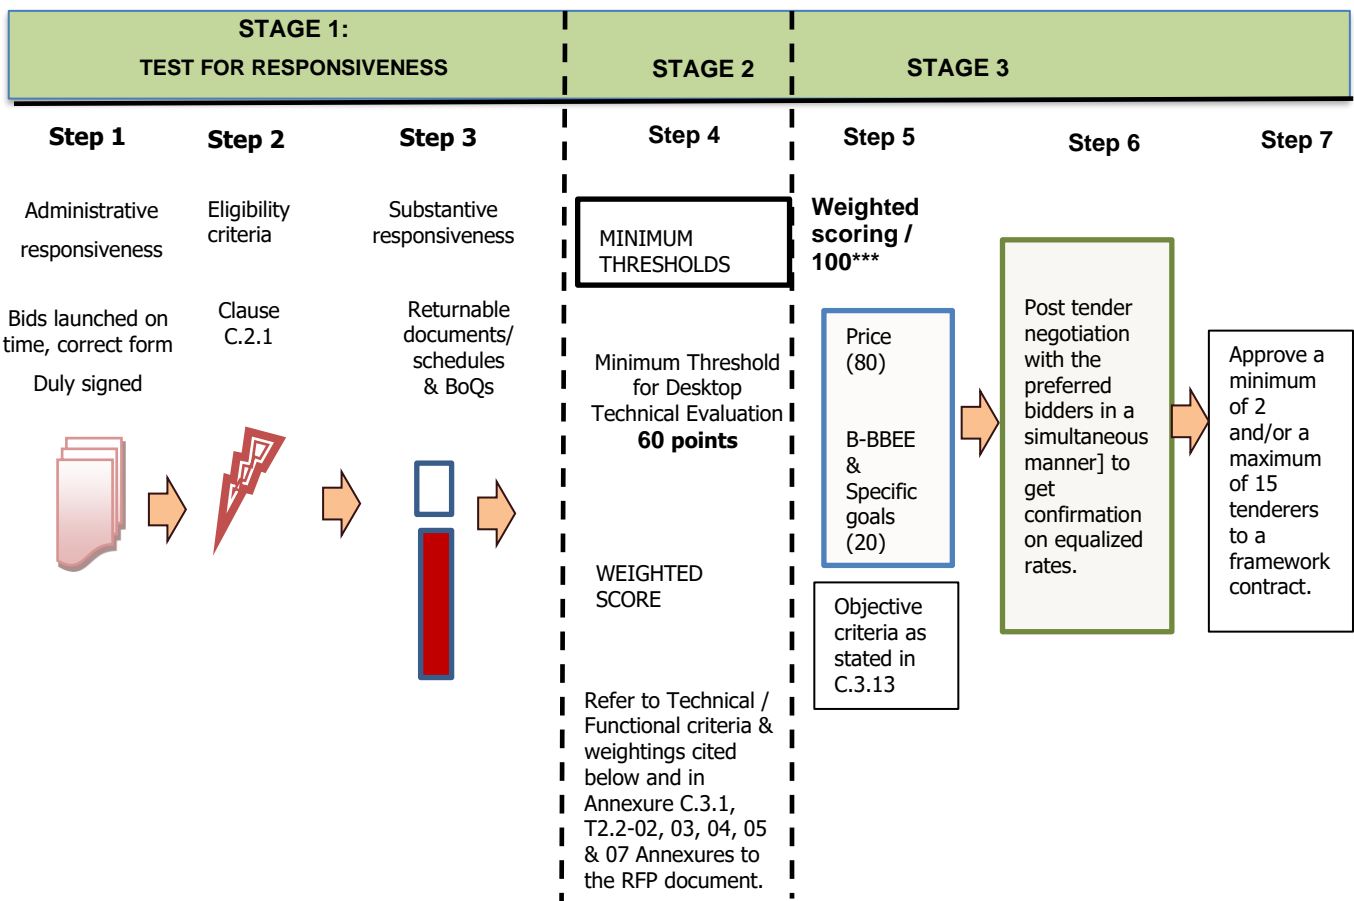 STAGE 1:
TEST FOR RESPONSIVENESS
STAGE 2
STAGE 3
Step 1
Administrative
responsiveness
Bids launched on
time, correct form
Duly signed
Step 2
Eligibility
criteria
Clause
C.2.1
Step 3
Substantive
responsiveness
Returnable
documents/
schedules
& BoQs
Step 4
MINIMUM
THRESHOLDS
Minimum Threshold
for Desktop
Technical Evaluation
60 points
WEIGHTED
SCORE
Refer to Technical /
Functional criteria &
weightings cited
below and in
Annexure C.3.1,
T2.2-02, 03, 04, 05
& 07 Annexures to
the RFP document.
Step 5
Weighted
scoring /
100***
Price
(80)
B-BBEE
&
Specific
goals
(20)
Objective
criteria as
stated in
C.3.13
Step 6
Post tender
negotiation
with the
preferred
bidders in a
simultaneous
manner] to
get
confirmation
on equalized
rates.
Step 7
Approve a
minimum
of 2
and/or a
maximum
of 15
tenderers
to a
framework
contract.